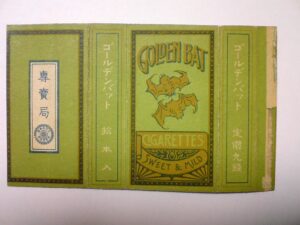 專賣局
ゴールデンバット
拾本入
GOLDEN BAT
CIGARETTES
SWEET & MILD
ゴールデンバット
定價九錢